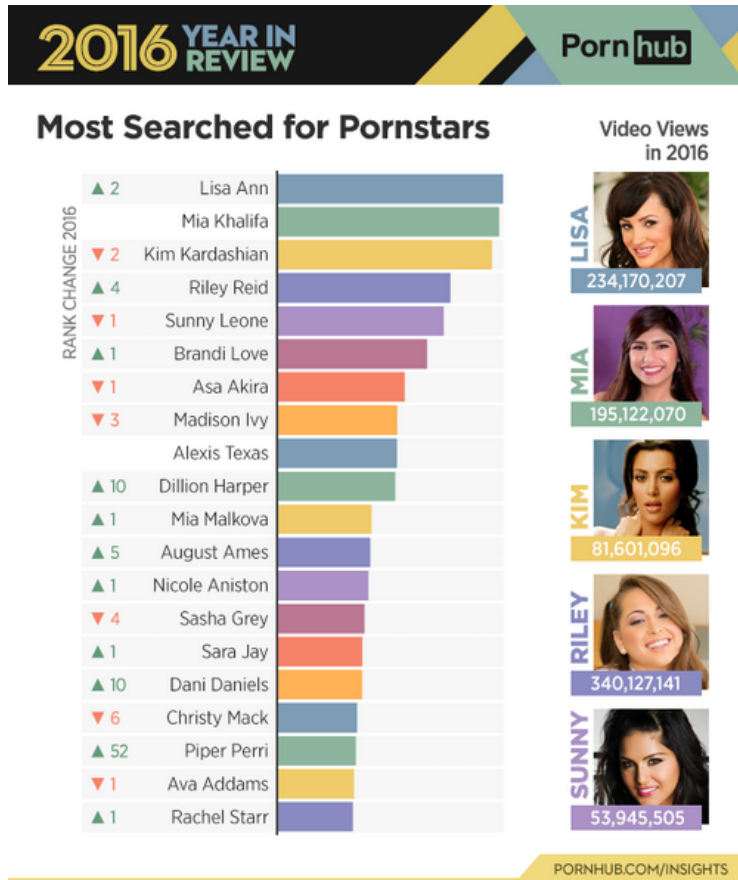 2016 YEAR IN REVIEW
Pornhub
Most Searched for Pornstars
Video Views
in 2016
RANK CHANGE 2016
▲ 2 Lisa Ann
Mia Khalifa
▼ 2 Kim Kardashian
▲ 4 Riley Reid
▼ 1 Sunny Leone
▲ 1 Brandi Love
▼ 1 Asa Akira
▼ 3 Madison Ivy
Alexis Texas
▲ 10 Dillion Harper
▲ 1 Mia Malkova
▲ 5 August Ames
▲ 1 Nicole Aniston
▼ 4 Sasha Grey
▲ 1 Sara Jay
▲ 10 Dani Daniels
▼ 6 Christy Mack
▲ 52 Piper Perri
▼ 1 Ava Addams
▲ 1 Rachel Starr
LISA
234,170,207
MIA
195,122,070
KIM
81,601,096
RILEY
340,127,141
SUNNY
53,945,505
PORNHUB.COM/INSIGHTS